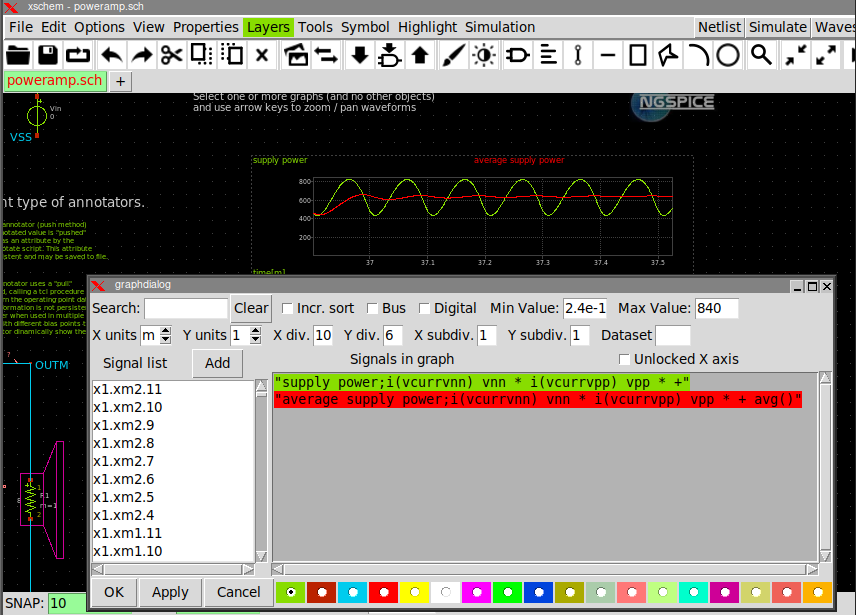 xschem - poweramp.sch
File Edit Options View Properties Layers Tools Symbol Highlight Simulation Netlist Simulate Waves
poweramp.sch +
Select one or more graphs (and no other objects)
and use arrow keys to zoom / pan waveforms
NGSPICE
Vin
0
VSS
supply power average supply power
800
600
400
200
37 37.1 37.2 37.3 37.4 37.5
time[m]
nt type of annotators.
annotator (push method)
otated value is "pushed"
as an attribute by the
otate script. This attribute
sistent and may be saved to file.
notator uses a "pull"
d, calling a tcl procedure
m the operating point da
ormation is not persiste
er when used in multiple
ith different bias points t
tor dinamically show the
?
OUTM
R1
m=1
1
2
graphdialog
Search: Clear Incr. sort Bus Digital Min Value: 2.4e-1 Max Value: 840
X units m Y units 1 X div. 10 Y div. 6 X subdiv. 1 Y subdiv. 1 Dataset
Signal list Add Signals in graph Unlocked X axis
x1.xm2.11
x1.xm2.10
x1.xm2.9
x1.xm2.8
x1.xm2.7
x1.xm2.6
x1.xm2.5
x1.xm2.4
x1.xm1.11
x1.xm1.10
"supply power;i(vcurrvnn) vnn * i(vcurrvpp) vpp * +"
"average supply power;i(vcurrvnn) vnn * i(vcurrvpp) vpp * + avg()"
OK Apply Cancel
SNAP: 10